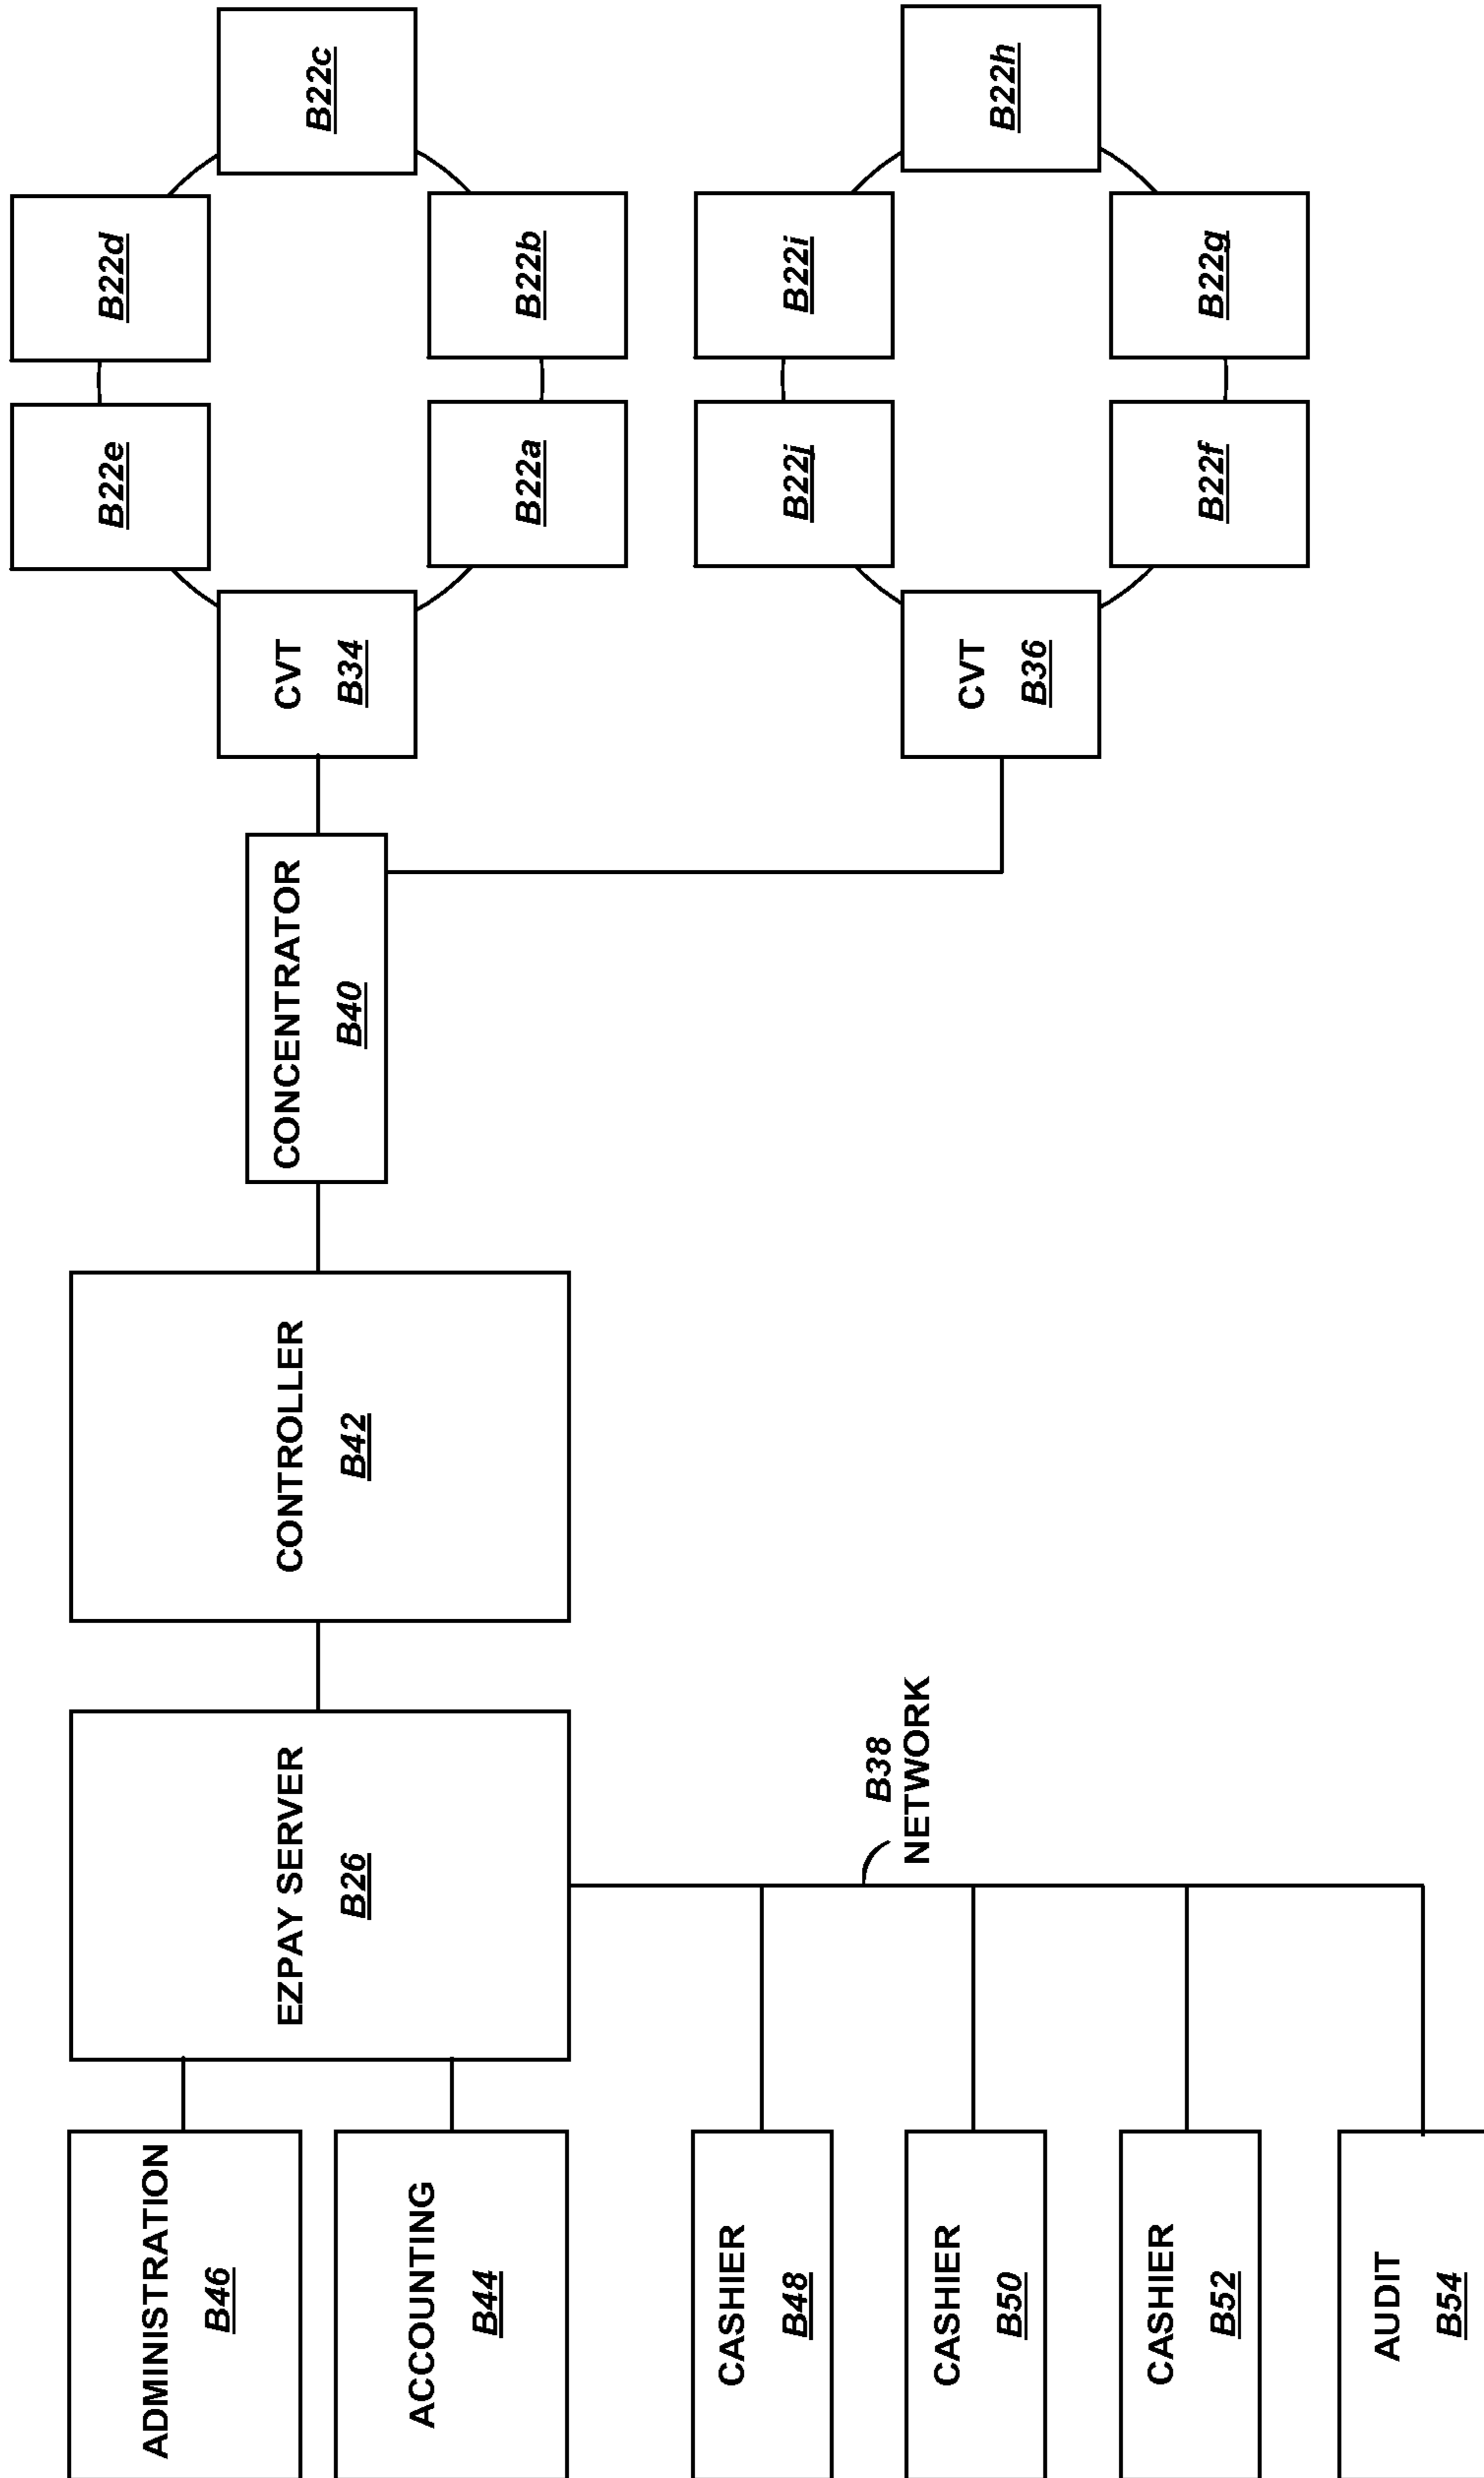 ADMINISTRATION
B46
ACCOUNTING
B44
EZPAY SERVER
B26
CONTROLLER
B42
CONCENTRATOR
B40
CVT
B34
B22e
B22d
B22c
B22a
B22b
CASHIER
B48
CASHIER
B50
CASHIER
B52
AUDIT
B54
B38
NETWORK
CVT
B36
B22j
B22i
B22h
B22f
B22g